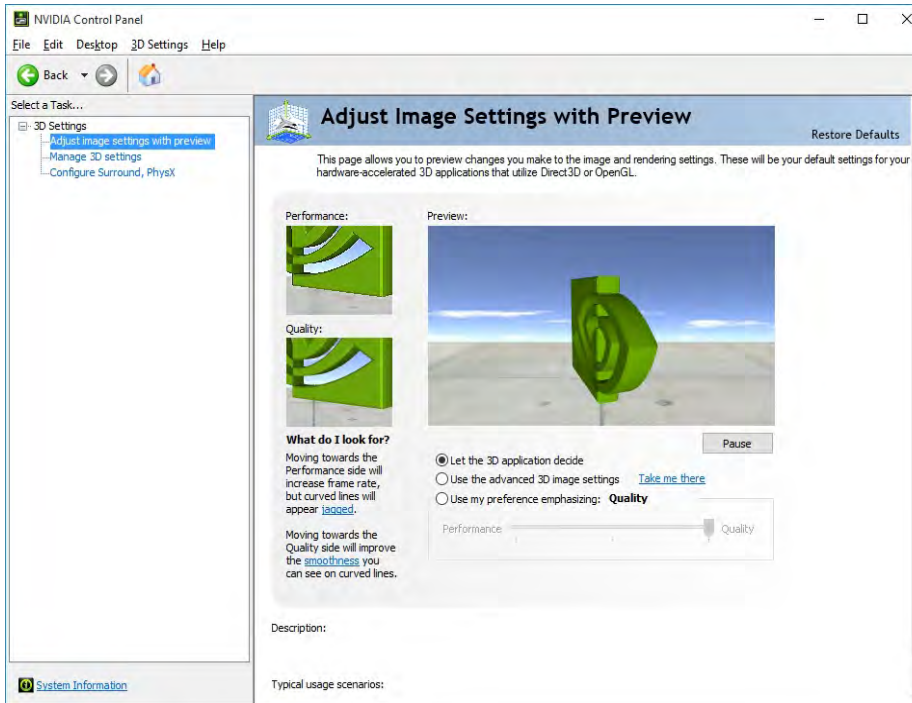 NVIDIA Control Panel
File Edit Desktop 3D Settings Help
Back
Select a Task...
3D Settings
Adjust image settings with preview
Manage 3D settings
Configure Surround, PhysX
System Information
Adjust Image Settings with Preview
Restore Defaults
This page allows you to preview changes you make to the image and rendering settings. These will be your default settings for your
hardware-accelerated 3D applications that utilize Direct3D or OpenGL.
Performance:
Quality:
What do I look for?
Moving towards the
Performance side will
increase frame rate,
but curved lines will
appear jagged.
Moving towards the
Quality side will improve
the smoothness you
can see on curved lines.
Preview:
Pause
Let the 3D application decide
Use the advanced 3D image settings Take me there
Use my preference emphasizing: Quality
Performance Quality
Description:
Typical usage scenarios: